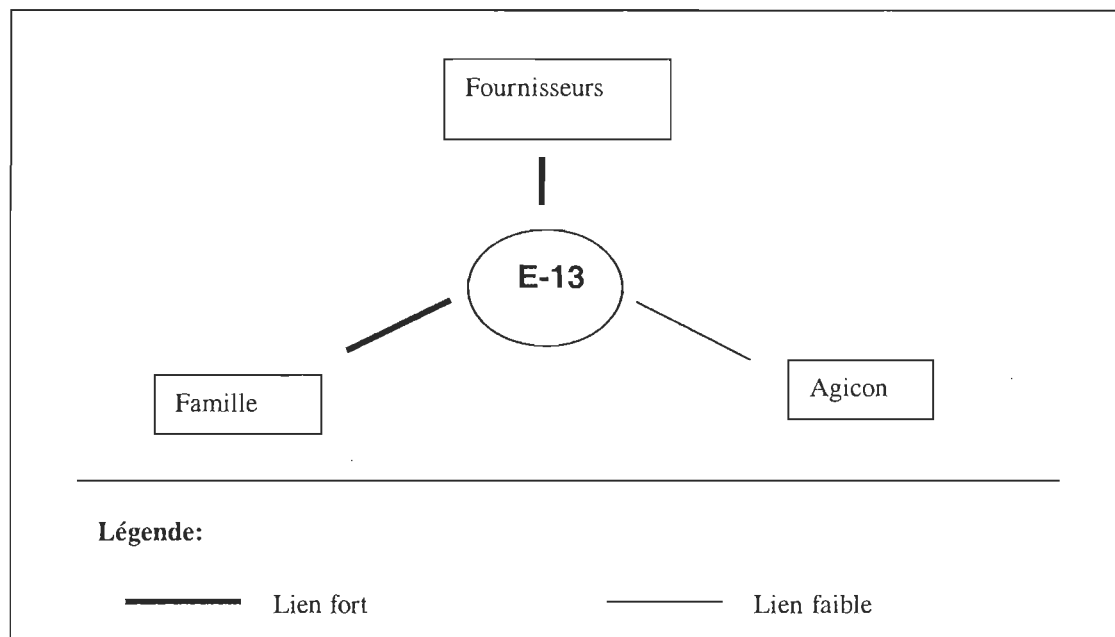 Fournisseurs
E-13
Famille
Agicon
Légende:
Lien fort
Lien faible